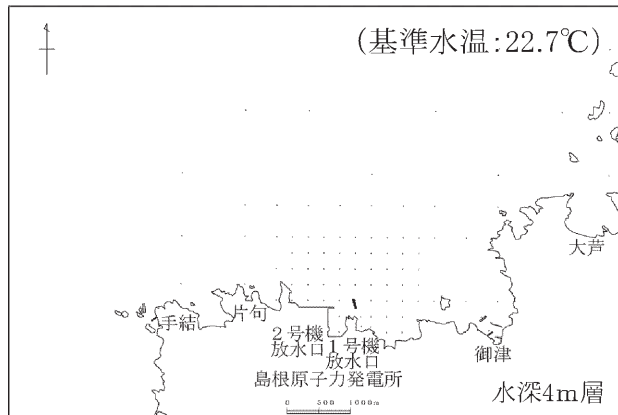 (基準水温:22.7℃)
大芦
手結
片句
2号機
放水口
1号機
放水口
御津
島根原子力発電所
水深4m層
0 500 1000m